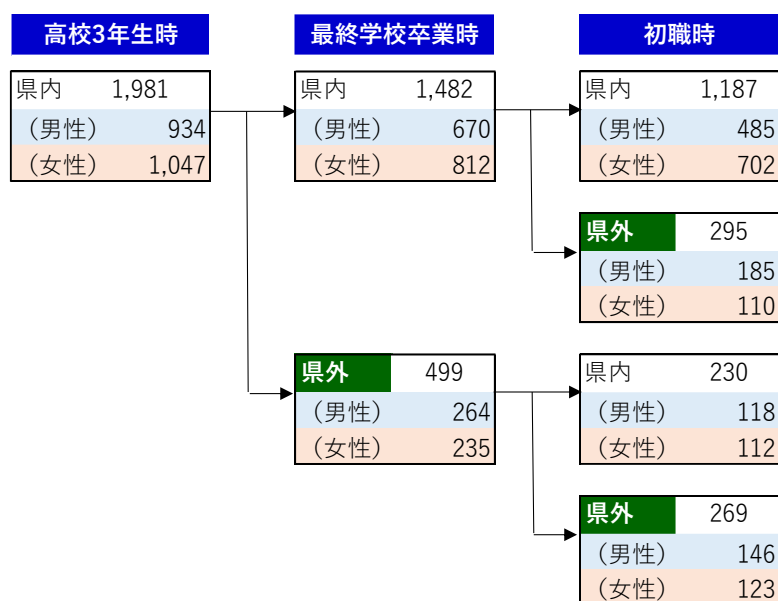 高校3年生時 最終学校卒業時 初職時
県内 1,981 県内 1,482 県内 1,187
（男性） 934 （男性） 670 （男性） 485
（女性） 1,047 （女性） 812 （女性） 702
県外 295
（男性） 185
（女性） 110
県外 499 県内 230
（男性） 264 （男性） 118
（女性） 235 （女性） 112
県外 269
（男性） 146
（女性） 123